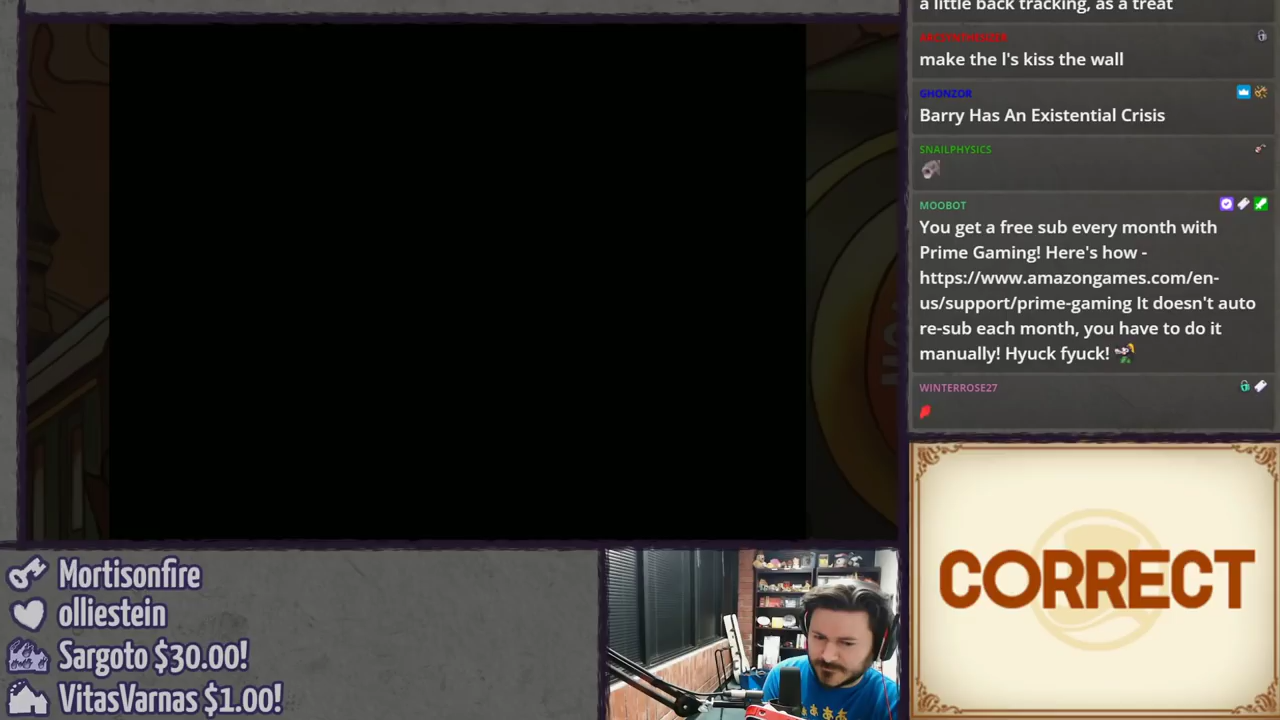 a little back tracking, as a treat
ARCSYNTHESIZER
make the l's kiss the wall
GHONZOR
Barry Has An Existential Crisis
SNAILPHYSICS
MOOBOT
You get a free sub every month with
Prime Gaming! Here's how -
https://www.amazongames.com/en-
us/support/prime-gaming It doesn't auto
re-sub each month, you have to do it
manually! Hyuck fyuck!
WINTERROSE27
CORRECT
Mortisonfire
olliestein
Sargoto $30.00!
VitasVarnas $1.00!